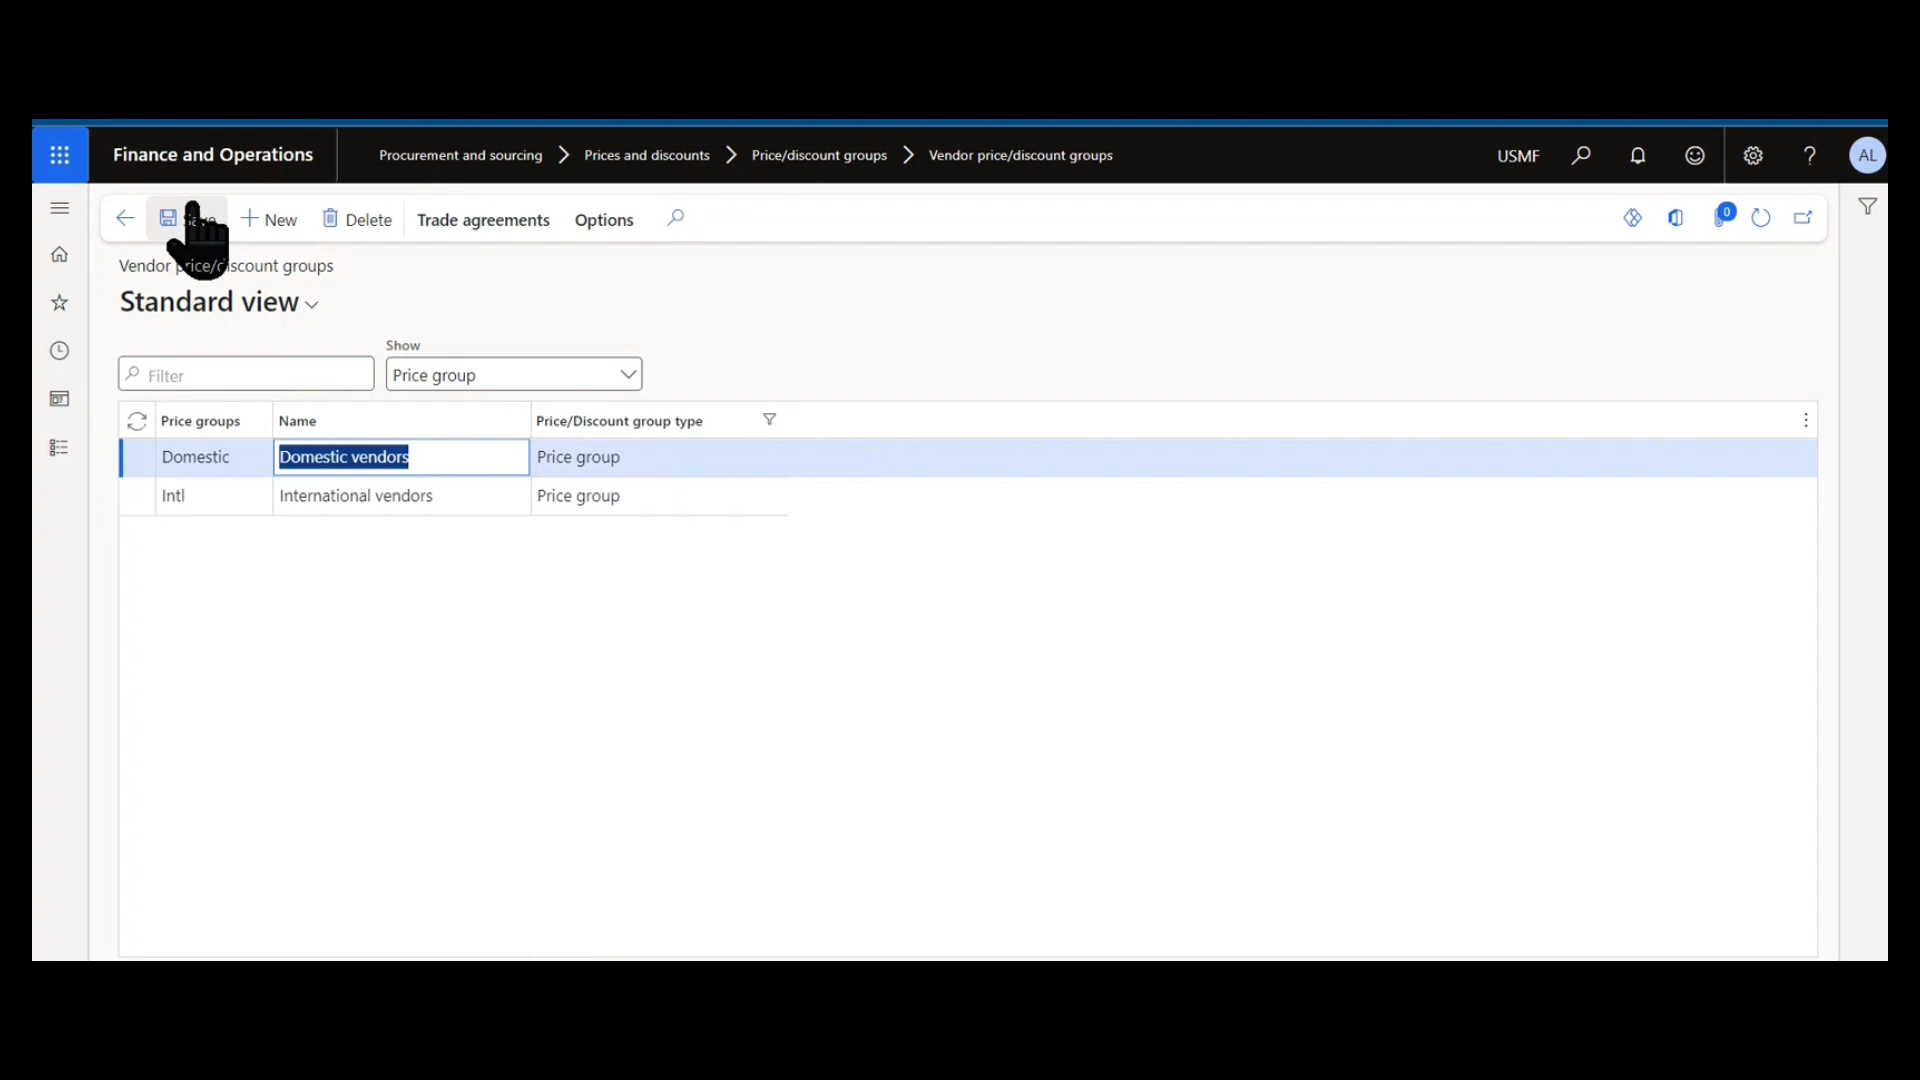 Finance and Operations
Procurement and sourcing
Prices and discounts
Price/discount groups
Vendor price/discount groups
USMF
?
AL
New
Delete
Trade agreements
Options
0
Vendor price/discount groups
Standard view
Show
Filter
Price group
Price groups
Name
Price/Discount group type
Domestic
Domestic vendors
Price group
Intl
International vendors
Price group